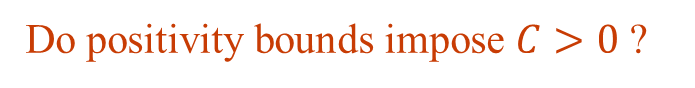 Do positivity bounds impose 𝐶 > 0 ?